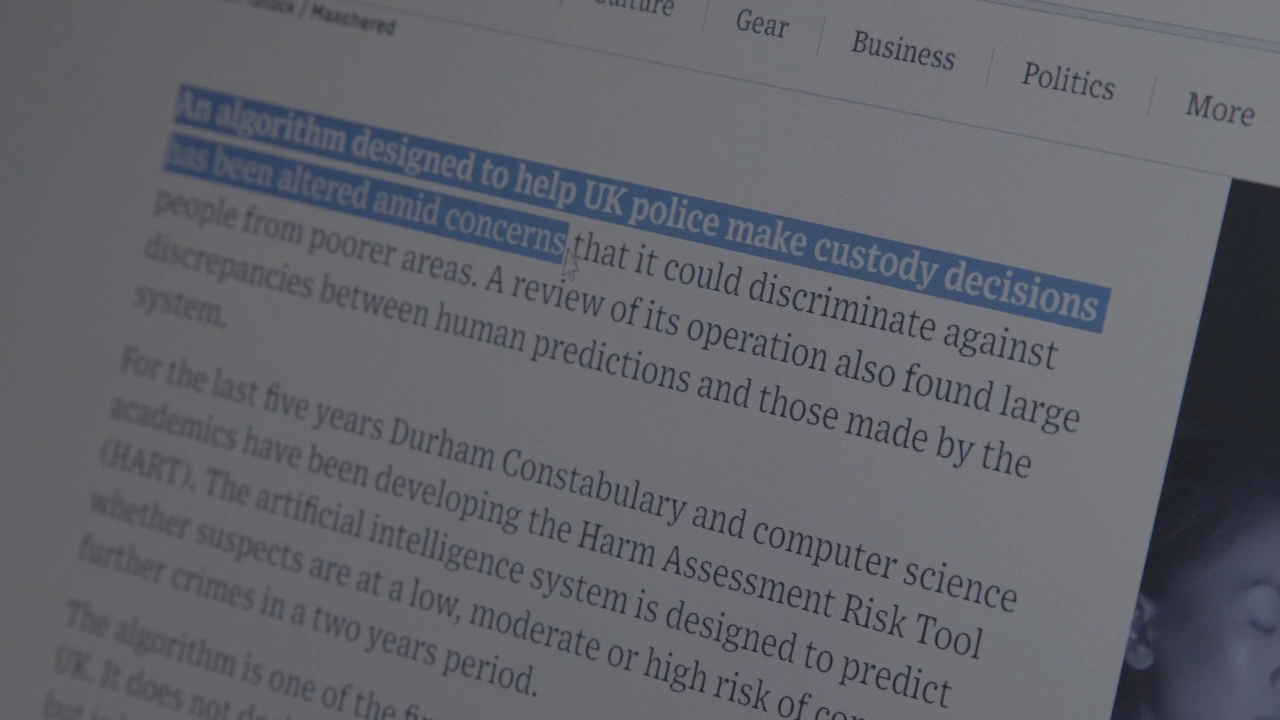 / Maxchered
Culture Gear Business Politics More
An algorithm designed to help UK police make custody decisions
has been altered amid concerns that it could discriminate against
people from poorer areas. A review of its operation also found large
discrepancies between human predictions and those made by the
system.
For the last five years Durham Constabulary and computer science
academics have been developing the Harm Assessment Risk Tool
(HART). The artificial intelligence system is designed to predict
whether suspects are at a low, moderate or high risk of
further crimes in a two years period.
The algorithm is one of the
UK. It does not
but